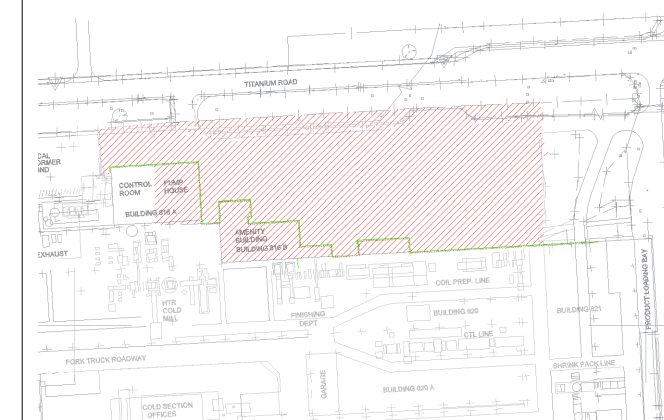 TITANIUM ROAD
CAL
ORMER
ND
CONTROL
ROOM
PUMP
HOUSE
BUILDING 816 A
AMENITY
BUILDING
BUILDING 816 B
EXHAUST
HTR
COLD
MILL
FINISHING
DEPT
COIL PREP. LINE
BUILDING 820
CTL LINE
BUILDING 821
PRODUCT LOADING BAY
FORK TRUCK ROADWAY
SHRINK PACK LINE
GARAGE
BUILDING 820 A
COLD SECTION
OFFICES